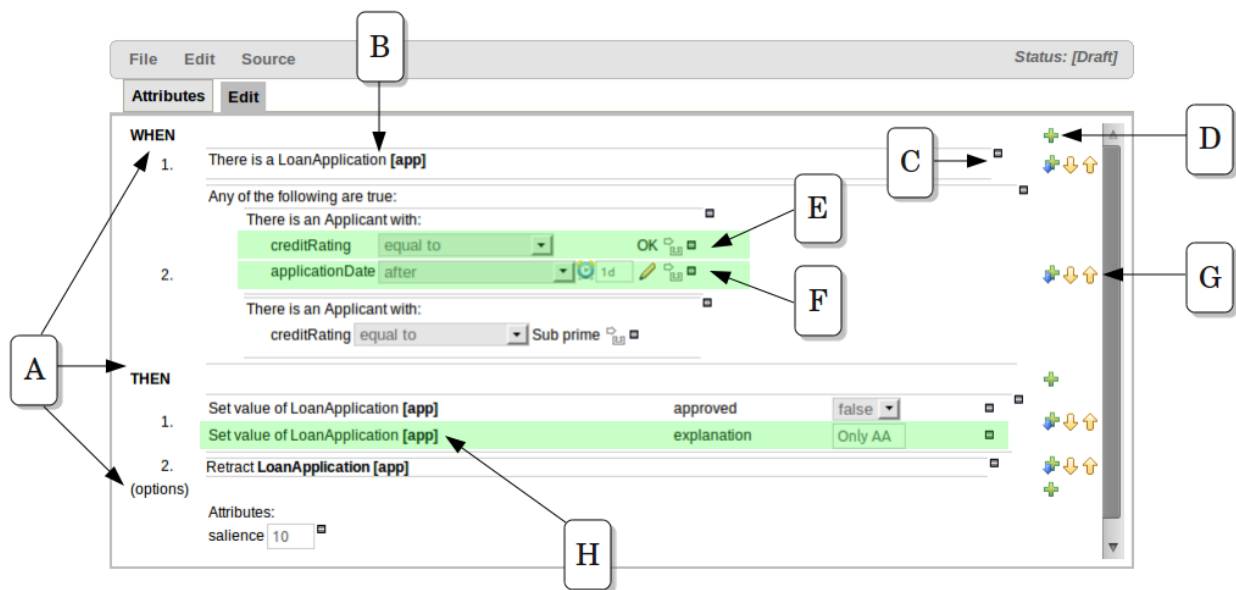 B
File Edit Source Status: [Draft]
Attributes Edit
WHEN
D
1. There is a LoanApplication [app]
C
Any of the following are true:
E
There is an Applicant with:
creditRating equal to OK
2. applicationDate after 1d
G
F
There is an Applicant with:
creditRating equal to Sub prime
A
THEN
1. Set value of LoanApplication [app] approved false
Set value of LoanApplication [app] explanation Only AA
2. Retract LoanApplication [app]
(options)
Attributes:
salience 10
H